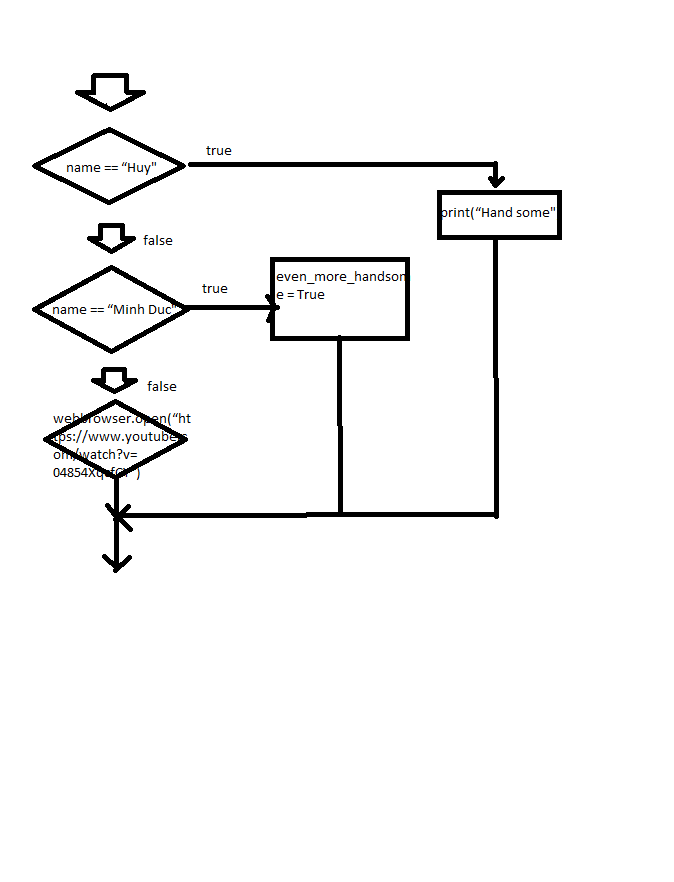 true
name == “Huy"
print(“Hand some"
false
true
even_more_handsom
e = True
name == “Minh Duc"
false
webbrowser.open(“ht
tps://www.youtube.c
om/watch?v=